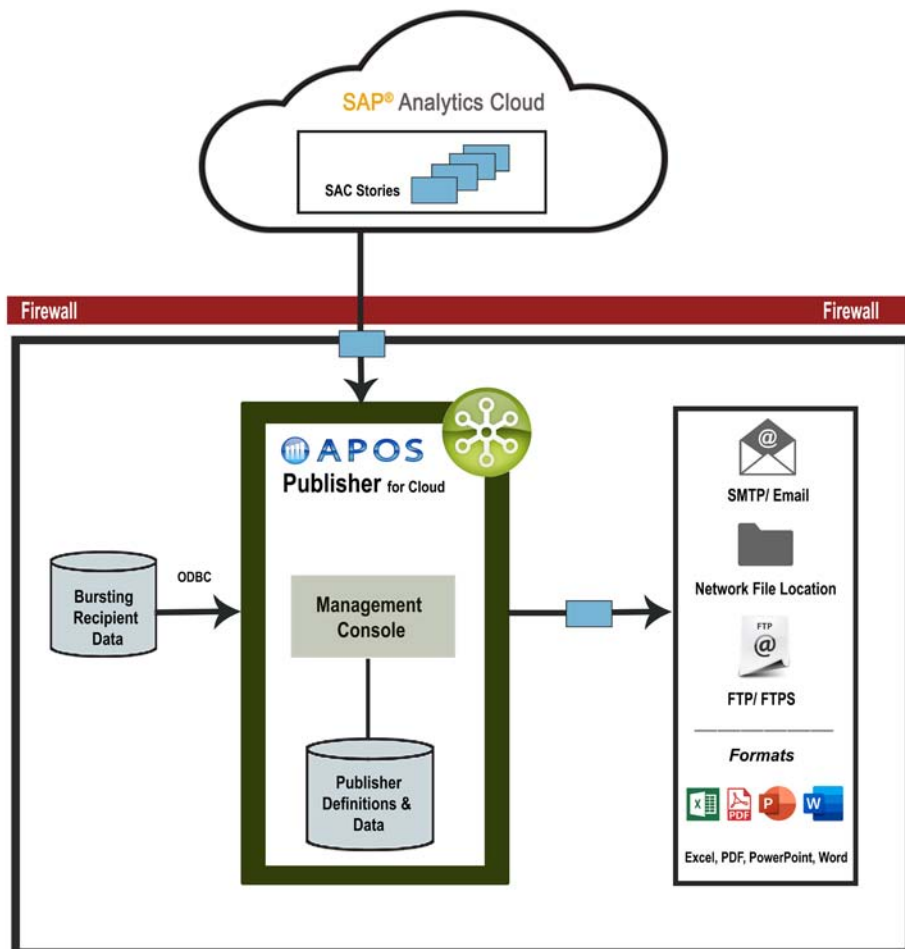 SAP® Analytics Cloud
SAC Stories
Firewall
Firewall
APOS
Publisher for Cloud
Bursting
Recipient
Data
ODBC
Management
Console
Publisher
Definitions &
Data
@
SMTP/ Email
Network File Location
FTP
@
FTP/ FTPS
Formats
X
PDF
P
W
Excel, PDF, PowerPoint, Word